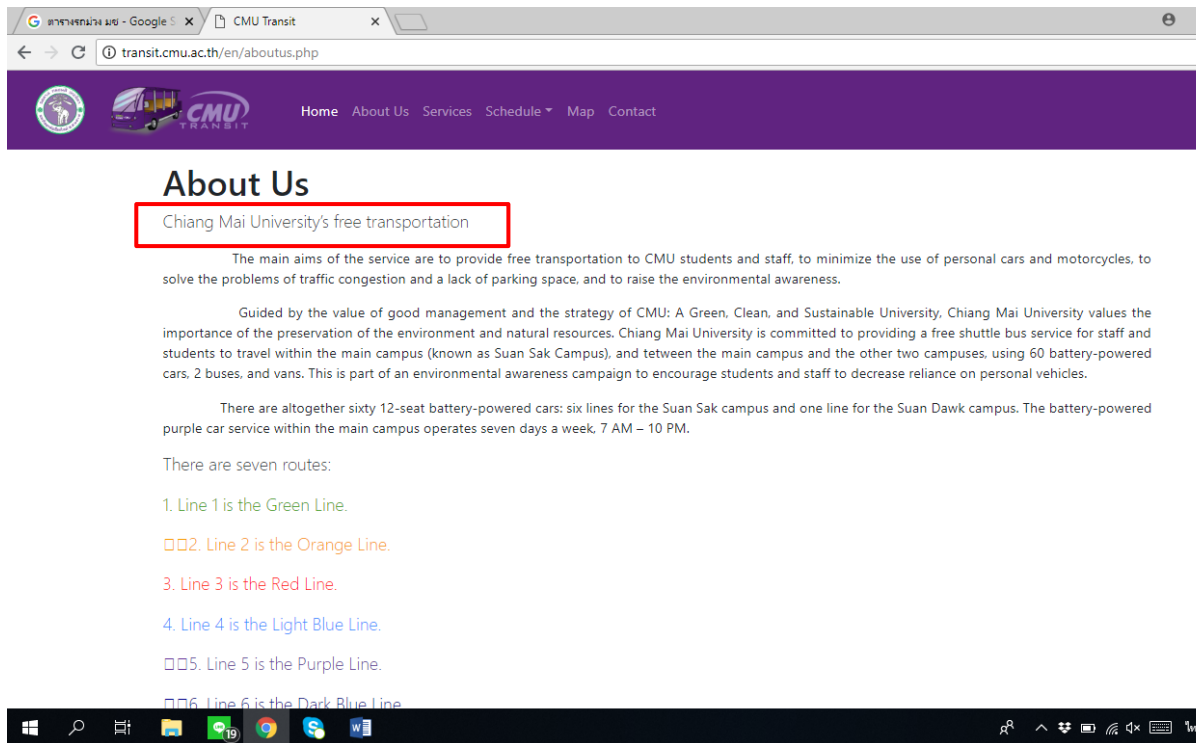 ตารางรถม่วง มช - Google S
CMU Transit
transit.cmu.ac.th/en/aboutus.php
CMU
TRANSIT
Home About Us Services Schedule Map Contact
About Us
Chiang Mai University's free transportation
The main aims of the service are to provide free transportation to CMU students and staff, to minimize the use of personal cars and motorcycles, to
solve the problems of traffic congestion and a lack of parking space, and to raise the environmental awareness.
Guided by the value of good management and the strategy of CMU: A Green, Clean, and Sustainable University, Chiang Mai University values the
importance of the preservation of the environment and natural resources. Chiang Mai University is committed to providing a free shuttle bus service for staff and
students to travel within the main campus (known as Suan Sak Campus), and tetween the main campus and the other two campuses, using 60 battery-powered
cars, 2 buses, and vans. This is part of an environmental awareness campaign to encourage students and staff to decrease reliance on personal vehicles.
There are altogether sixty 12-seat battery-powered cars: six lines for the Suan Sak campus and one line for the Suan Dawk campus. The battery-powered
purple car service within the main campus operates seven days a week, 7 AM – 10 PM.
There are seven routes:
1. Line 1 is the Green Line.
□□2. Line 2 is the Orange Line.
3. Line 3 is the Red Line.
4. Line 4 is the Light Blue Line.
□□5. Line 5 is the Purple Line.
□□6. Line 6 is the Dark Blue Line
19